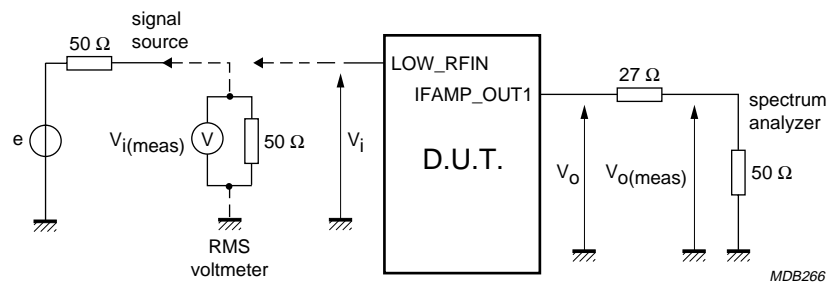 signal
source
50 Ω
e
V
Vi(meas)
50 Ω
RMS
voltmeter
Vi
LOW_RFIN
IFAMP_OUT1
D.U.T.
27 Ω
Vo
Vo(meas)
spectrum
analyzer
50 Ω
MDB266